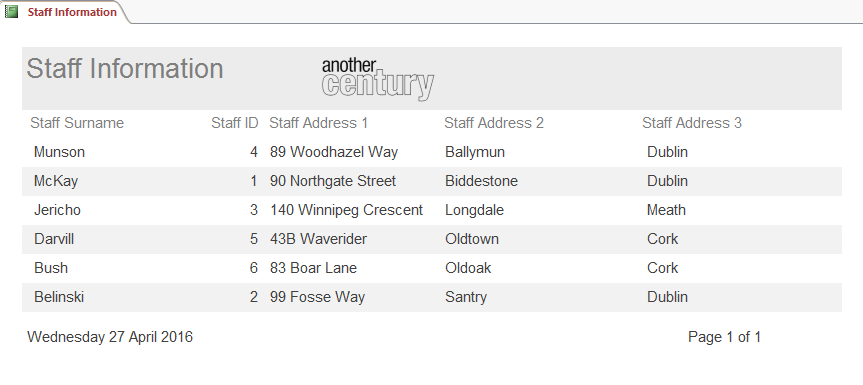 Staff Information
Staff Information
another
century
Staff Surname Staff ID Staff Address 1 Staff Address 2 Staff Address 3
Munson 4 89 Woodhazel Way Ballymun Dublin
McKay 1 90 Northgate Street Biddestone Dublin
Jericho 3 140 Winnipeg Crescent Longdale Meath
Darvill 5 43B Waverider Oldtown Cork
Bush 6 83 Boar Lane Oldoak Cork
Belinski 2 99 Fosse Way Santry Dublin
Wednesday 27 April 2016 Page 1 of 1